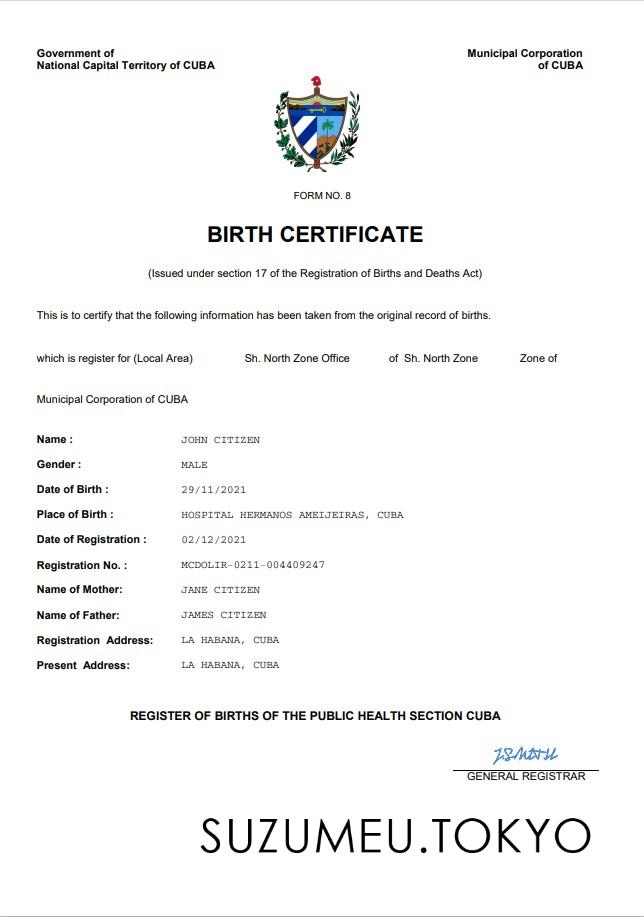 Government of
National Capital Territory of CUBA
Municipal Corporation
of CUBA
FORM NO. 8
BIRTH CERTIFICATE
(Issued under section 17 of the Registration of Births and Deaths Act)
This is to certify that the following information has been taken from the original record of births.
which is register for (Local Area) Sh. North Zone Office of Sh. North Zone Zone of
Municipal Corporation of CUBA
Name : JOHN CITIZEN
Gender : MALE
Date of Birth : 29/11/2021
Place of Birth : HOSPITAL HERMANOS AMEIJEIRAS, CUBA
Date of Registration : 02/12/2021
Registration No. : MCDOLIR-0211-004409247
Name of Mother: JANE CITIZEN
Name of Father: JAMES CITIZEN
Registration Address: LA HABANA, CUBA
Present Address: LA HABANA, CUBA
REGISTER OF BIRTHS OF THE PUBLIC HEALTH SECTION CUBA
GENERAL REGISTRAR
SUZUMEU.TOKYO